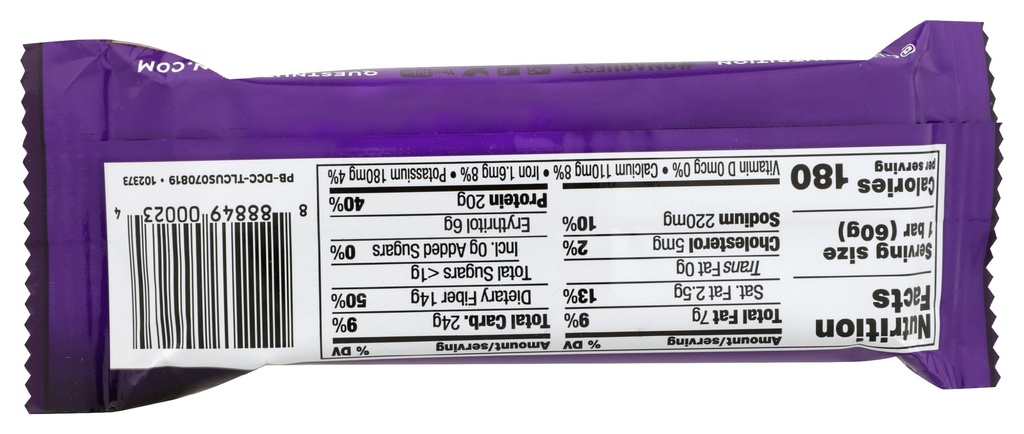 Nutrition
Facts
Serving size
1 bar (60g)
Calories 180
per serving
Amount/serving % DV
Total Fat 7g 9%
Sat. Fat 2.5g 13%
Trans Fat 0g
Cholesterol 5mg 2%
Sodium 220mg 10%
Amount/serving % DV
Total Carb. 24g 9%
Dietary Fiber 14g 50%
Total Sugars <1g
Incl. 0g Added Sugars 0%
Erythritol 6g
Protein 20g 40%
Vitamin D 0mcg 0% • Calcium 110mg 8% • Iron 1.6mg 8% • Potassium 180mg 4%
8 88849 00023 4
PB-DCC-TLCUS070819 • 102373
#ONAQUEST